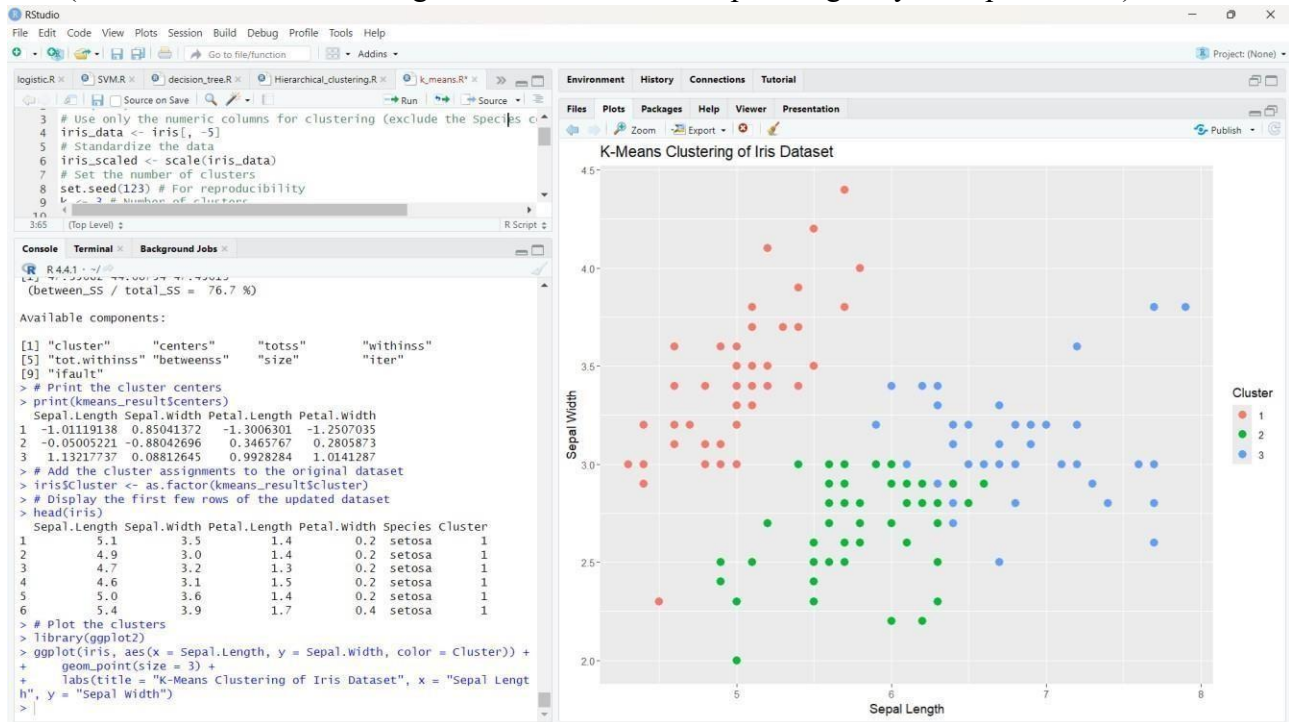 RStudio
File Edit Code View Plots Session Build Debug Profile Tools Help
Go to file/function Addins Project: (None)
logistic.R SVM.R decision_tree.R Hierarchical_clustering.R k_means.R*
Source on Save Run Source
3 # Use only the numeric columns for clustering (exclude the Species c
4 iris_data <- iris[, -5]
5 # Standardize the data
6 iris_scaled <- scale(iris_data)
7 # Set the number of clusters
8 set.seed(123) # For reproducibility
9 k <- 3 # Number of clusters
10
3:65 (Top Level) R Script
Console Terminal Background Jobs
R 4.4.1 · ~/
(between_SS / total_SS = 76.7 %)
Available components:
[1] "cluster" "centers" "totss" "withinss"
[5] "tot.withinss" "betweenss" "size" "iter"
[9] "ifault"
> # Print the cluster centers
> print(kmeans_result$centers)
Sepal.Length Sepal.Width Petal.Length Petal.Width
1 -1.01119138 0.85041372 -1.3006301 -1.2507035
2 -0.05005221 -0.88042696 0.3465767 0.2805873
3 1.13217737 0.08812645 0.9928284 1.0141287
> # Add the cluster assignments to the original dataset
> iris$Cluster <- as.factor(kmeans_result$cluster)
> # Display the first few rows of the updated dataset
> head(iris)
Sepal.Length Sepal.Width Petal.Length Petal.Width Species Cluster
1 5.1 3.5 1.4 0.2 setosa 1
2 4.9 3.0 1.4 0.2 setosa 1
3 4.7 3.2 1.3 0.2 setosa 1
4 4.6 3.1 1.5 0.2 setosa 1
5 5.0 3.6 1.4 0.2 setosa 1
6 5.4 3.9 1.7 0.4 setosa 1
> # Plot the clusters
> library(ggplot2)
> ggplot(iris, aes(x = Sepal.Length, y = Sepal.Width, color = Cluster)) +
+ geom_point(size = 3) +
+ labs(title = "K-Means Clustering of Iris Dataset", x = "Sepal Lengt
h", y = "Sepal Width")
>
Environment History Connections Tutorial
Files Plots Packages Help Viewer Presentation
Zoom Export Publish
K-Means Clustering of Iris Dataset
4.5
4.0
3.5
3.0
2.5
2.0
Sepal Width
5 6 7 8
Sepal Length
Cluster
1
2
3